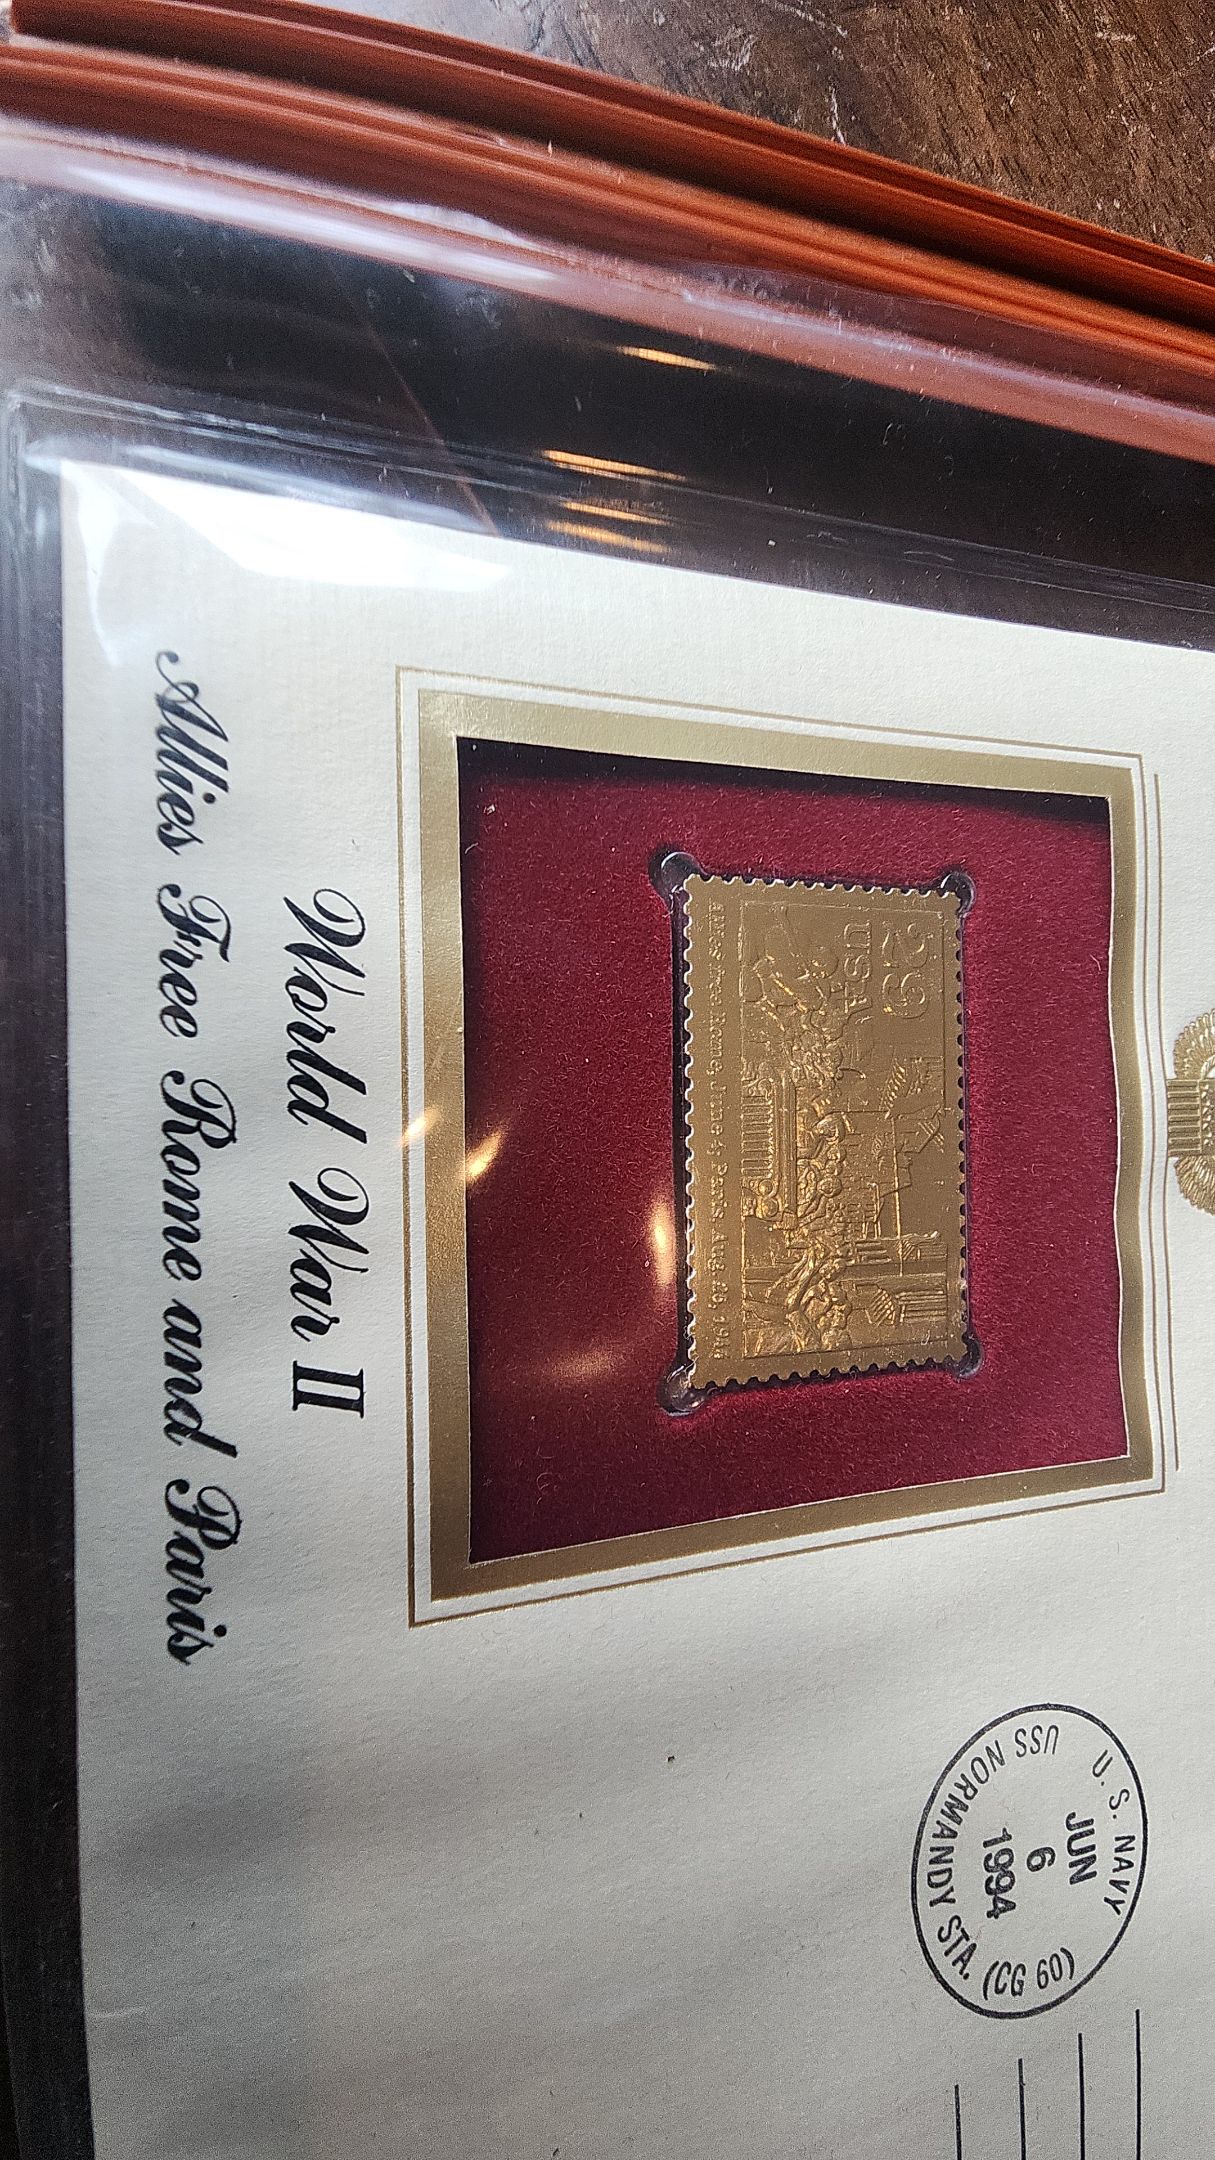 29
USA
Allies free Rome, June 4; Paris, Aug. 25, 1944
World War II
Allies Free Rome and Paris
U.S. NAVY
JUN
6
1994
USS NORMANDY STA. (CG 60)